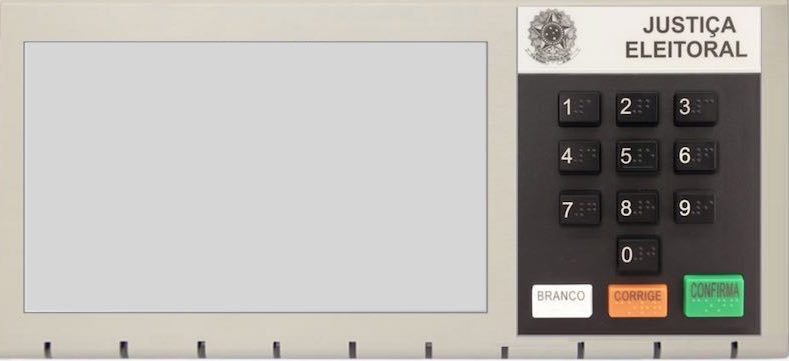 JUSTIÇA
ELEITORAL
1 2 3
4 5 6
7 8 9
0
BRANCO CORRIGE CONFIRMA